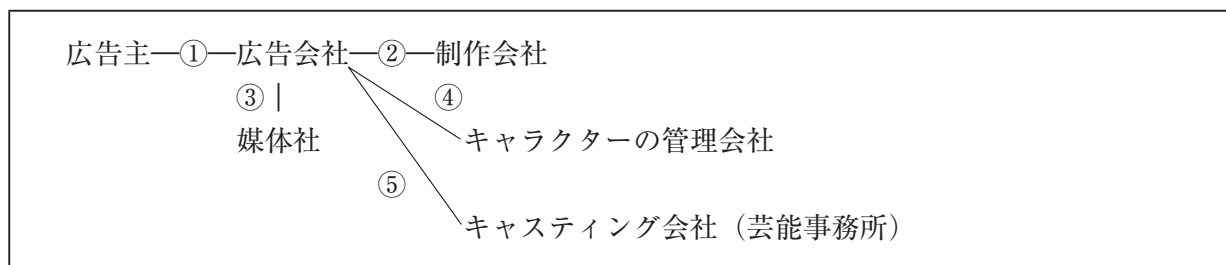 広告主―①―広告会社―②―制作会社
③｜ ④
媒体社 キャラクターの管理会社
⑤
キャスティング会社（芸能事務所）